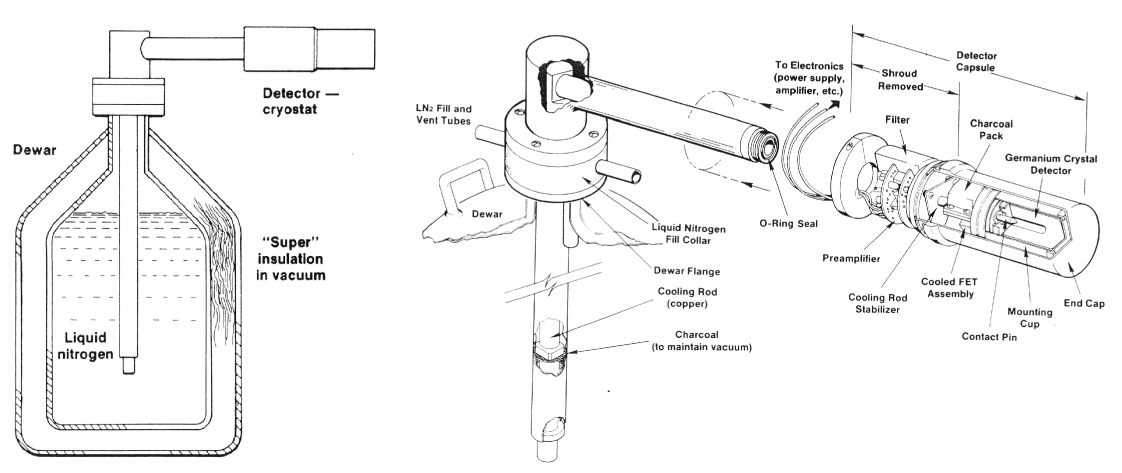 Detector —
cryostat
Dewar
"Super"
insulation
in vacuum
Liquid
nitrogen
LN₂ Fill and
Vent Tubes
Dewar
Liquid Nitrogen
Fill Collar
Dewar Flange
Cooling Rod
(copper)
Charcoal
(to maintain vacuum)
To Electronics
(power supply,
amplifier, etc.)
O-Ring Seal
Detector
Capsule
Shroud
Removed
Filter
Charcoal
Pack
Germanium Crystal
Detector
Preamplifier
Cooling Rod
Stabilizer
Cooled FET
Assembly
Contact Pin
Mounting
Cup
End Cap